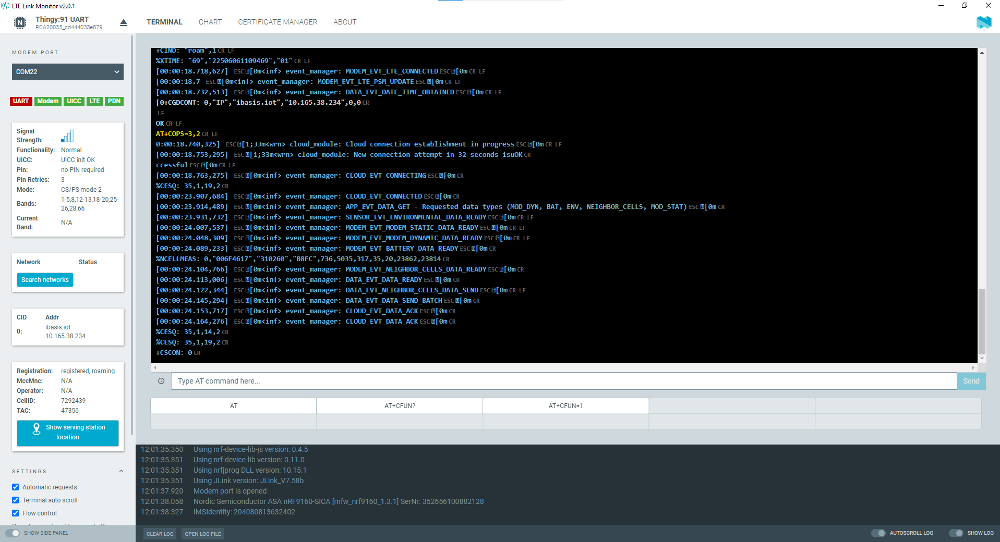 LTE Link Monitor v2.0.1
Thingy:91 UART
PCA20035_cd444033e879
TERMINAL CHART CERTIFICATE MANAGER ABOUT
MODEM PORT
COM22
UART Modem UICC LTE PDN
Signal Strength:
Functionality: Normal
UICC: UICC init OK
Pin: no PIN required
Pin Retries: 3
Mode: CS/PS mode 2
Bands: 1-5,8,12-13,18-20,25-26,28,66
Current Band: N/A
Network Status
Search networks
CID Addr
0: ibasis.iot
10.165.38.234
Registration: registered, roaming
MccMnc: N/A
Operator: N/A
CellID: 7292439
TAC: 47356
Show serving station location
SETTINGS
Automatic requests
Terminal auto scroll
Flow control
Periodic signal quality request off
SHOW SIDE PANEL
+CIND: "roam",1 CR LF
%XTIME: "69","22506061109469","01" CR LF
[00:00:18.718,627] ESC[0m<inf> event_manager: MODEM_EVT_LTE_CONNECTED ESC[0m CR LF
[00:00:18.7 ESC[0m<inf> event_manager: MODEM_EVT_LTE_PSM_UPDATE ESC[0m CR LF
[00:00:18.732,513] ESC[0m<inf> event_manager: DATA_EVT_DATE_TIME_OBTAINED ESC[0m CR LF
[0+CGDCONT: 0,"IP","ibasis.iot","10.165.38.234",0,0 CR
LF
OK CR LF
AT+COPS=3,2 CR LF
0:00:18.740,325] ESC[1;33m<wrn> cloud_module: Cloud connection establishment in progress ESC[0m CR LF
[00:00:18.753,295] ESC[1;33m<wrn> cloud_module: New connection attempt in 32 seconds isuOK CR
ccessful ESC[0m CR LF
[00:00:18.763,275] ESC[0m<inf> event_manager: CLOUD_EVT_CONNECTING ESC[0m CR
%CESQ: 35,1,19,2 CR
[00:00:23.907,684] ESC[0m<inf> event_manager: CLOUD_EVT_CONNECTED ESC[0m CR
[00:00:23.914,489] ESC[0m<inf> event_manager: APP_EVT_DATA_GET - Requested data types (MOD_DYN, BAT, ENV, NEIGHBOR_CELLS, MOD_STAT) ESC[0m CR
[00:00:23.931,732] ESC[0m<inf> event_manager: SENSOR_EVT_ENVIRONMENTAL_DATA_READY ESC[0m CR LF
[00:00:24.007,537] ESC[0m<inf> event_manager: MODEM_EVT_MODEM_STATIC_DATA_READY ESC[0m CR LF
[00:00:24.048,309] ESC[0m<inf> event_manager: MODEM_EVT_MODEM_DYNAMIC_DATA_READY ESC[0m CR LF
[00:00:24.089,233] ESC[0m<inf> event_manager: MODEM_EVT_BATTERY_DATA_READY ESC[0m CR
%NCELLMEAS: 0,"006F4617","310260","B8FC",736,5035,317,35,20,23862,23814 CR
[00:00:24.104,766] ESC[0m<inf> event_manager: MODEM_EVT_NEIGHBOR_CELLS_DATA_READY ESC[0m CR
[00:00:24.113,006] ESC[0m<inf> event_manager: DATA_EVT_DATA_READY ESC[0m CR
[00:00:24.122,344] ESC[0m<inf> event_manager: DATA_EVT_NEIGHBOR_CELLS_DATA_SEND ESC[0m CR LF
[00:00:24.145,294] ESC[0m<inf> event_manager: DATA_EVT_DATA_SEND_BATCH ESC[0m CR
[00:00:24.153,717] ESC[0m<inf> event_manager: CLOUD_EVT_DATA_ACK ESC[0m CR
[00:00:24.164,276] ESC[0m<inf> event_manager: CLOUD_EVT_DATA_ACK ESC[0m CR
%CESQ: 35,1,14,2 CR
%CESQ: 35,1,19,2 CR
+CSCON: 0 CR
Type AT command here... Send
AT AT+CFUN? AT+CFUN=1
12:01:35.350 Using nrf-device-lib-js version: 0.4.5
12:01:35.351 Using nrf-device-lib version: 0.11.0
12:01:35.351 Using nrfjprog DLL version: 10.15.1
12:01:35.351 Using JLink version: JLink_V7.58b
12:01:37.920 Modem port is opened
12:01:38.058 Nordic Semiconductor ASA nRF9160-SICA [mfw_nrf9160_1.3.1] SerNr: 352656100882128
12:01:38.327 IMSIdentity: 204080813632402
CLEAR LOG OPEN LOG FILE AUTOSCROLL LOG SHOW LOG